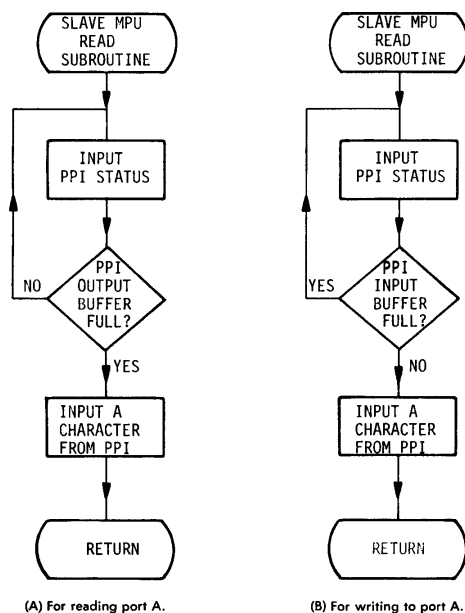 SLAVE MPU
READ
SUBROUTINE
INPUT
PPI STATUS
PPI
OUTPUT
BUFFER
FULL?
NO
YES
INPUT A
CHARACTER
FROM PPI
RETURN
(A) For reading port A.
SLAVE MPU
READ
SUBROUTINE
INPUT
PPI STATUS
PPI
INPUT
BUFFER
FULL?
YES
NO
INPUT A
CHARACTER
FROM PPI
RETURN
(B) For writing to port A.